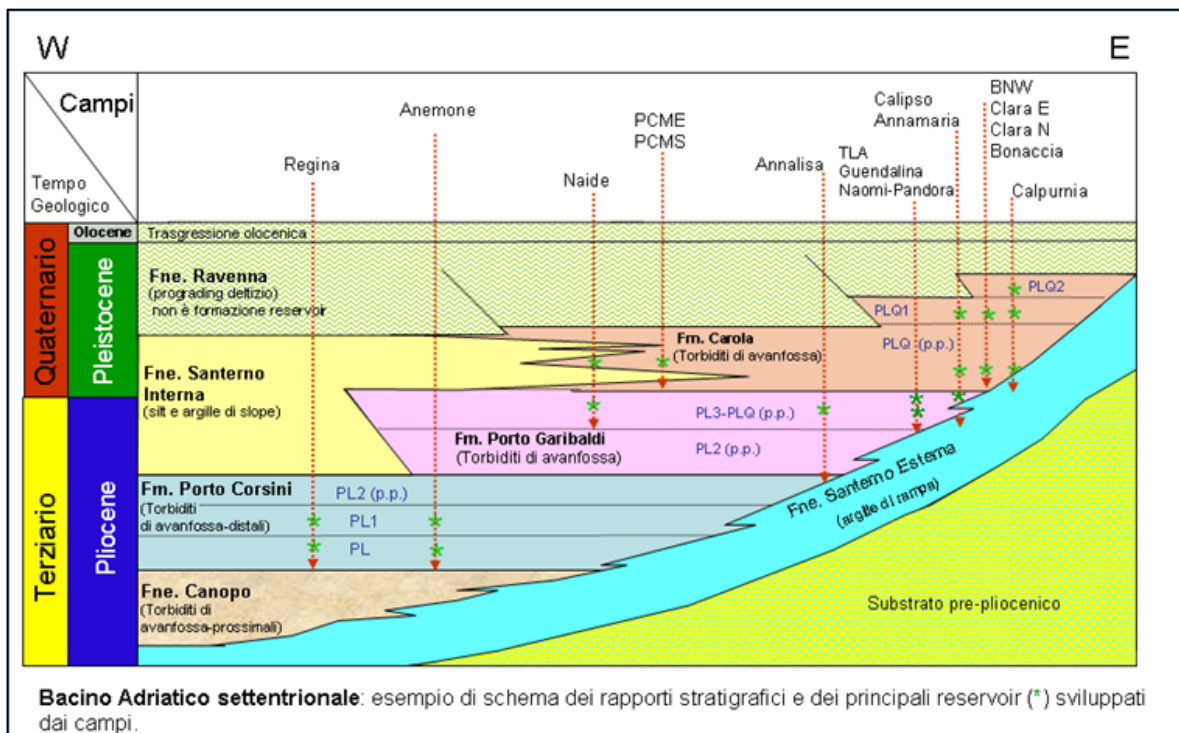 W
E
Campi
Tempo
Geologico
Regina
Anemone
Naide
PCME
PCMS
Annalisa
TLA
Guendalina
Naomi-Pandora
Calipso
Annamaria
BNW
Clara E
Clara N
Bonaccia
Calpurnia
Quaternario
Terziario
Olocene
Pleistocene
Pliocene
Trasgressione olocenica
Fne. Ravenna
(prograding deltizio)
non è formazione reservoir
PLQ2
PLQ1
PLQ (p.p.)
Fm. Carola
(Torbiditi di avanfossa)
Fne. Santerno
Interna
(silt e argille di slope)
PL3-PLQ (p.p.)
Fm. Porto Garibaldi
(Torbiditi di avanfossa)
PL2 (p.p.)
Fm. Porto Corsini
(Torbiditi
di avanfossa-distali)
PL2 (p.p.)
PL1
PL
Fne. Santerno Esterna
(argille di rampa)
Fne. Canopo
(Torbiditi di
avanfossa-prossimali)
Substrato pre-pliocenico
Bacino Adriatico settentrionale: esempio di schema dei rapporti stratigrafici e dei principali reservoir (*) sviluppati
dai campi.